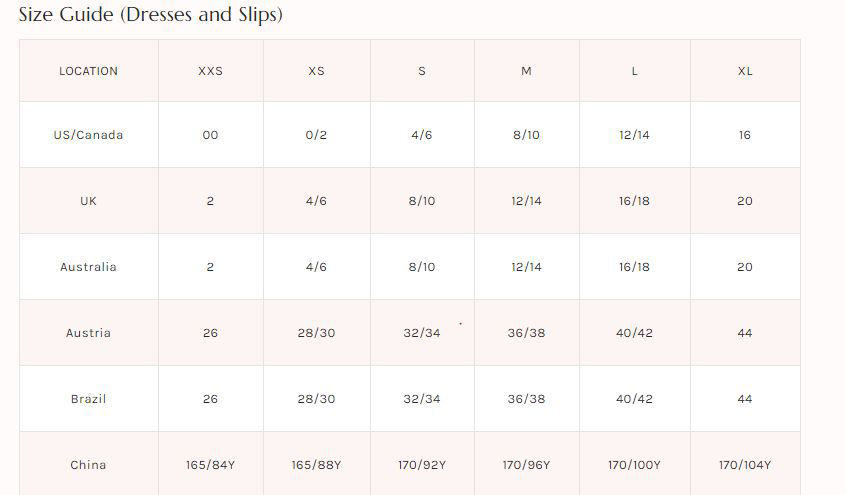 Size Guide (Dresses and Slips)
LOCATION XXS XS S M L XL
US/Canada 00 0/2 4/6 8/10 12/14 16
UK 2 4/6 8/10 12/14 16/18 20
Australia 2 4/6 8/10 12/14 16/18 20
Austria 26 28/30 32/34 36/38 40/42 44
Brazil 26 28/30 32/34 36/38 40/42 44
China 165/84Y 165/88Y 170/92Y 170/96Y 170/100Y 170/104Y